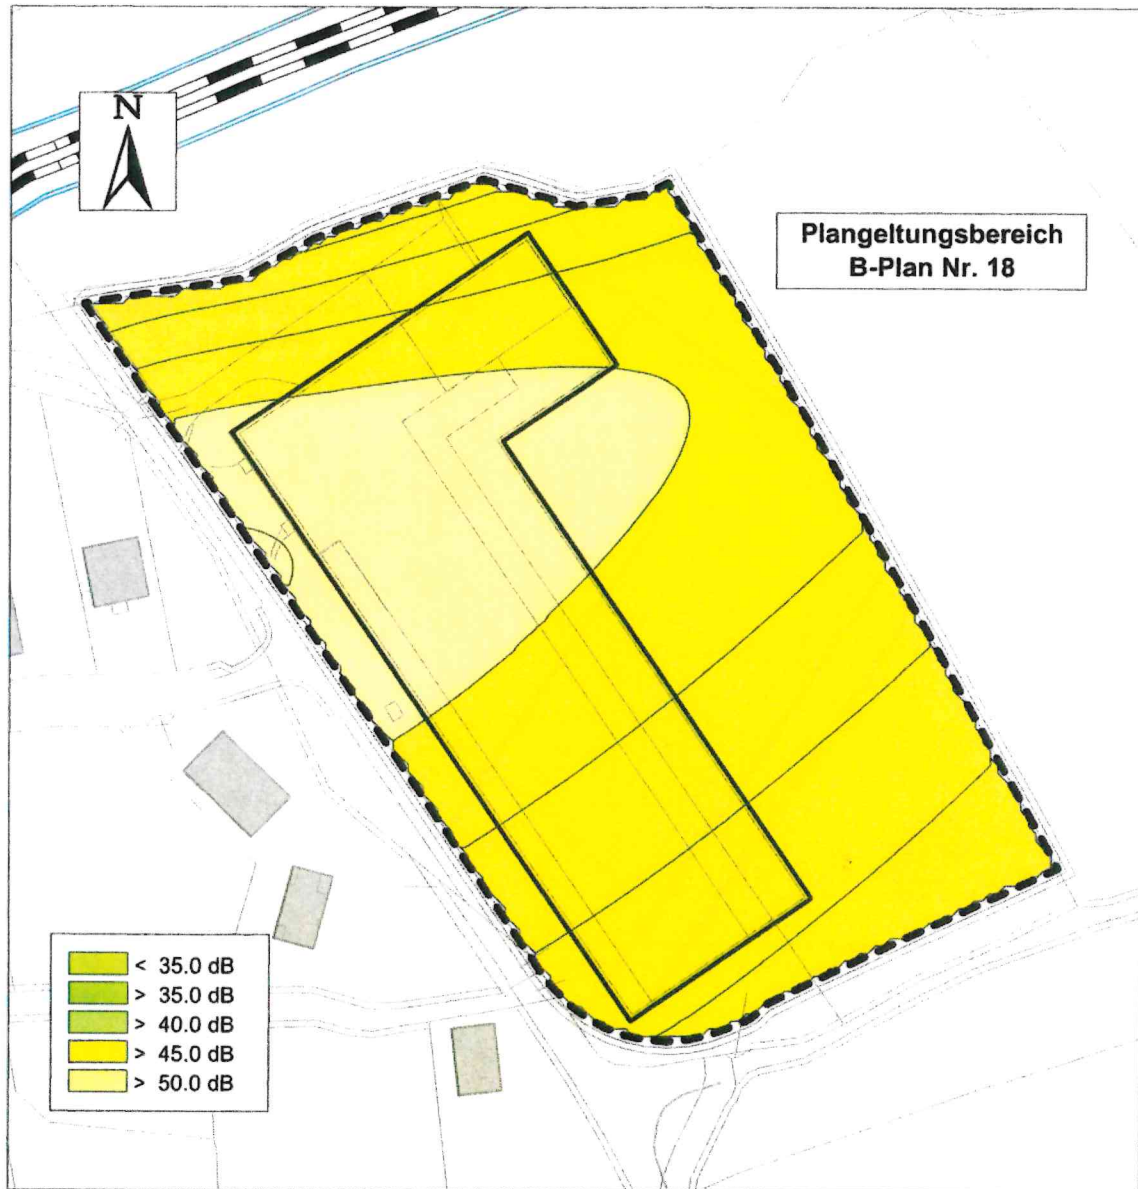 N
Plangeltungsbereich
B-Plan Nr. 18
< 35.0 dB
> 35.0 dB
> 40.0 dB
> 45.0 dB
> 50.0 dB